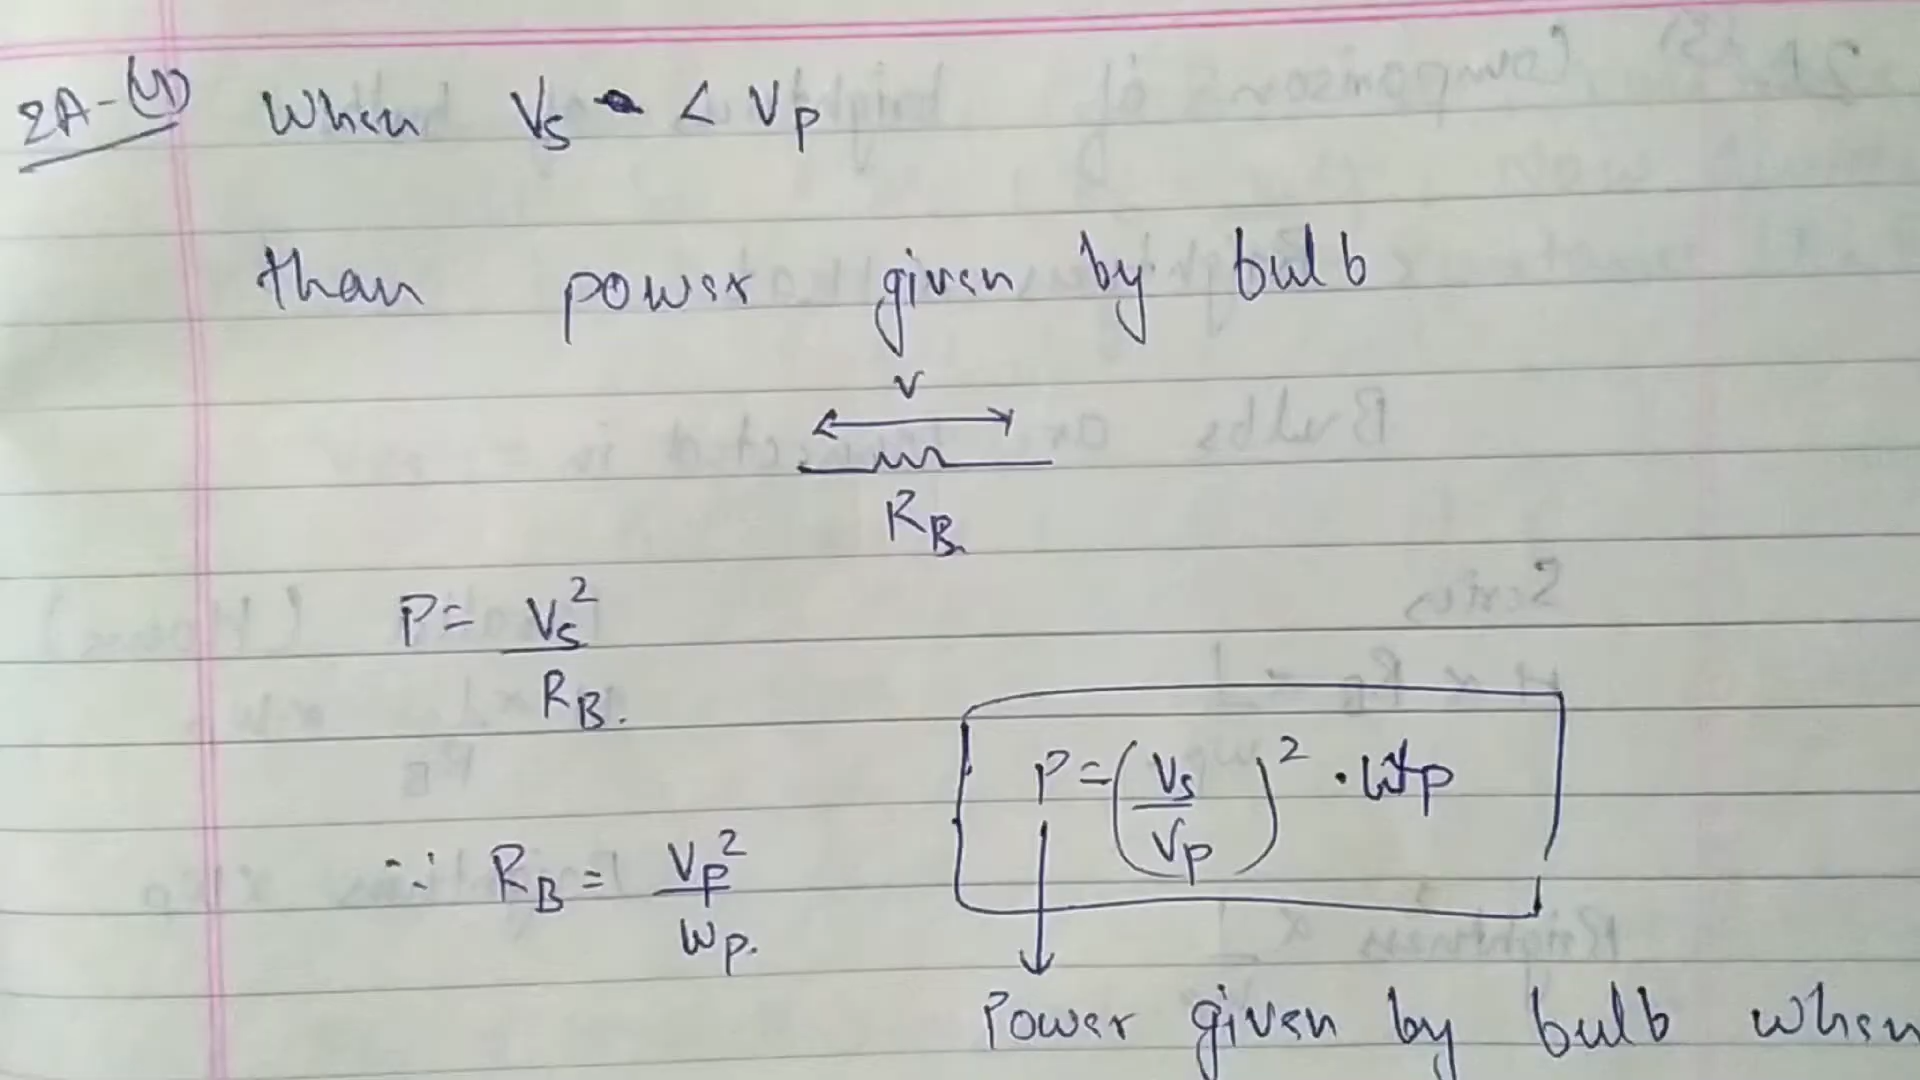 2A-(4) When Vs < Vp
than power given by bulb
V
RB
P = Vs²/RB.
P = (Vs/Vp)² · Wp
∵ RB = Vp²/Wp.
Power given by bulb when